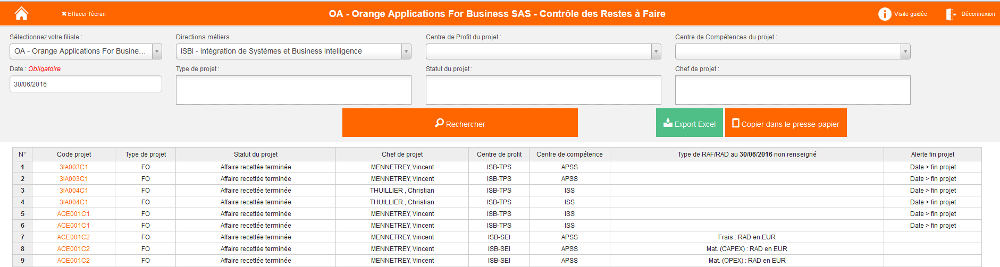 ✖ Effacer l'écran OA - Orange Applications For Business SAS - Contrôle des Restes à Faire Visite guidée Déconnexion
Sélectionnez votre filiale : Directions métiers : Centre de Profit du projet : Centre de Compétences du projet :
OA - Orange Applications For Busine... ISBI - Intégration de Systèmes et Business Intelligence
Date : Obligatoire Type de projet : Statut du projet : Chef de projet :
30/06/2016
Rechercher Export Excel Copier dans le presse-papier
N° Code projet Type de projet Statut du projet Chef de projet Centre de profit Centre de compétence Type de RAF/RAD au 30/06/2016 non renseigné Alerte fin projet
1 3IA003C1 FO Affaire recettée terminée MENNETREY, Vincent ISB-TPS APSS Date > fin projet
2 3IA003C1 FO Affaire recettée terminée MENNETREY, Vincent ISB-TPS APSS Date > fin projet
3 3IA004C1 FO Affaire recettée terminée THUILLIER , Christian ISB-TPS ISS Date > fin projet
4 3IA004C1 FO Affaire recettée terminée THUILLIER , Christian ISB-TPS ISS Date > fin projet
5 ACE001C1 FO Affaire recettée terminée MENNETREY, Vincent ISB-TPS ISS Date > fin projet
6 ACE001C1 FO Affaire recettée terminée MENNETREY, Vincent ISB-TPS ISS Date > fin projet
7 ACE001C2 FO Affaire recettée terminée MENNETREY, Vincent ISB-SEI APSS Frais : RAD en EUR
8 ACE001C2 FO Affaire recettée terminée MENNETREY, Vincent ISB-SEI APSS Mat. (CAPEX) : RAD en EUR
9 ACE001C2 FO Affaire recettée terminée MENNETREY, Vincent ISB-SEI APSS Mat. (OPEX) : RAD en EUR